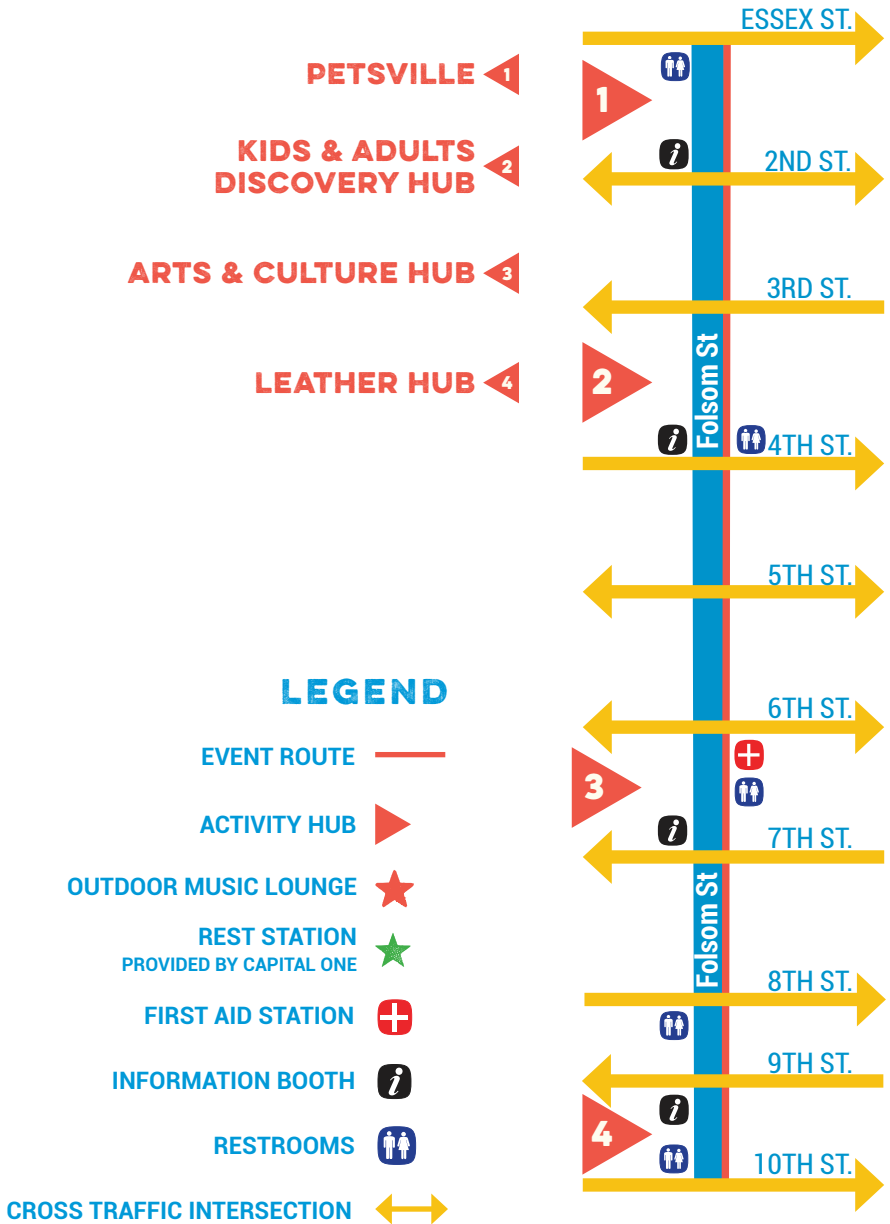 PETSVILLE 1
KIDS & ADULTS
DISCOVERY HUB 2
ARTS & CULTURE HUB 3
LEATHER HUB 4
LEGEND
EVENT ROUTE
ACTIVITY HUB
OUTDOOR MUSIC LOUNGE
REST STATION
PROVIDED BY CAPITAL ONE
FIRST AID STATION
INFORMATION BOOTH i
RESTROOMS
CROSS TRAFFIC INTERSECTION
ESSEX ST.
1
i
2ND ST.
3RD ST.
Folsom St
2
i
4TH ST.
5TH ST.
6TH ST.
3
i
7TH ST.
Folsom St
8TH ST.
9TH ST.
i
4
10TH ST.